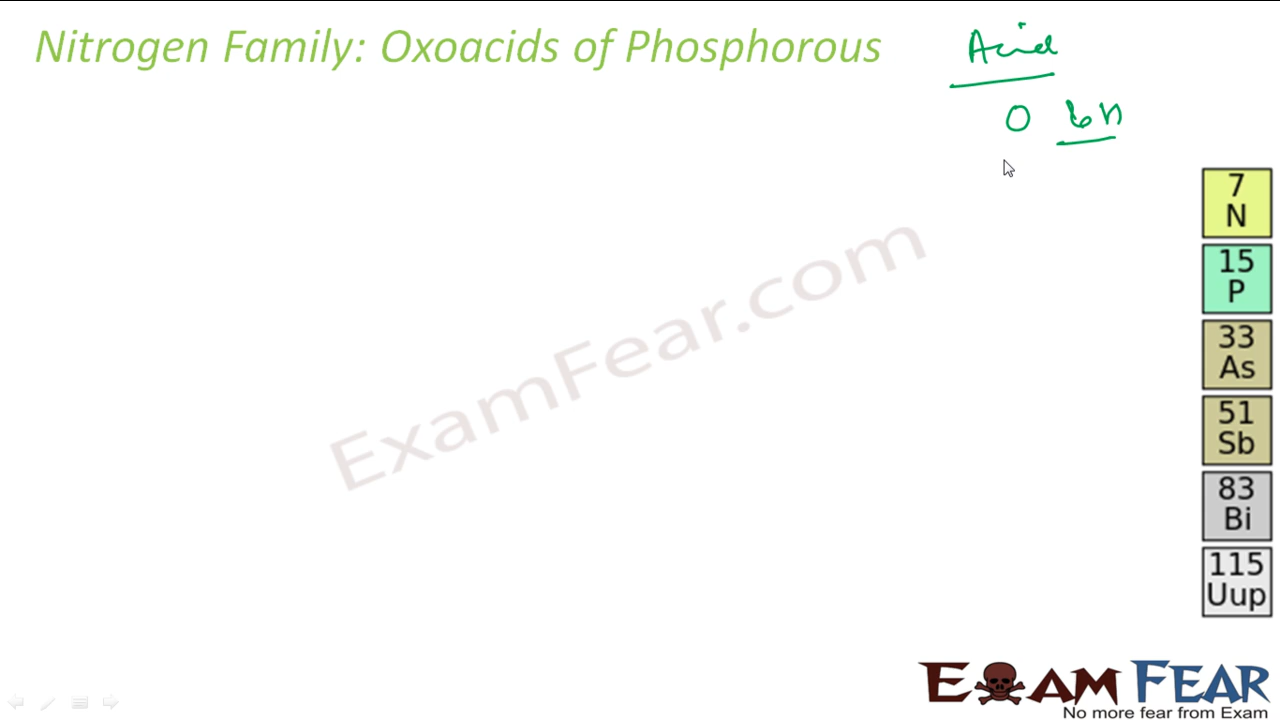 Nitrogen Family: Oxoacids of Phosphorous
Acid
O
ExamFear.com
7
N
15
P
33
As
51
Sb
83
Bi
115
Uup
EXAM FEAR
No more fear from Exam